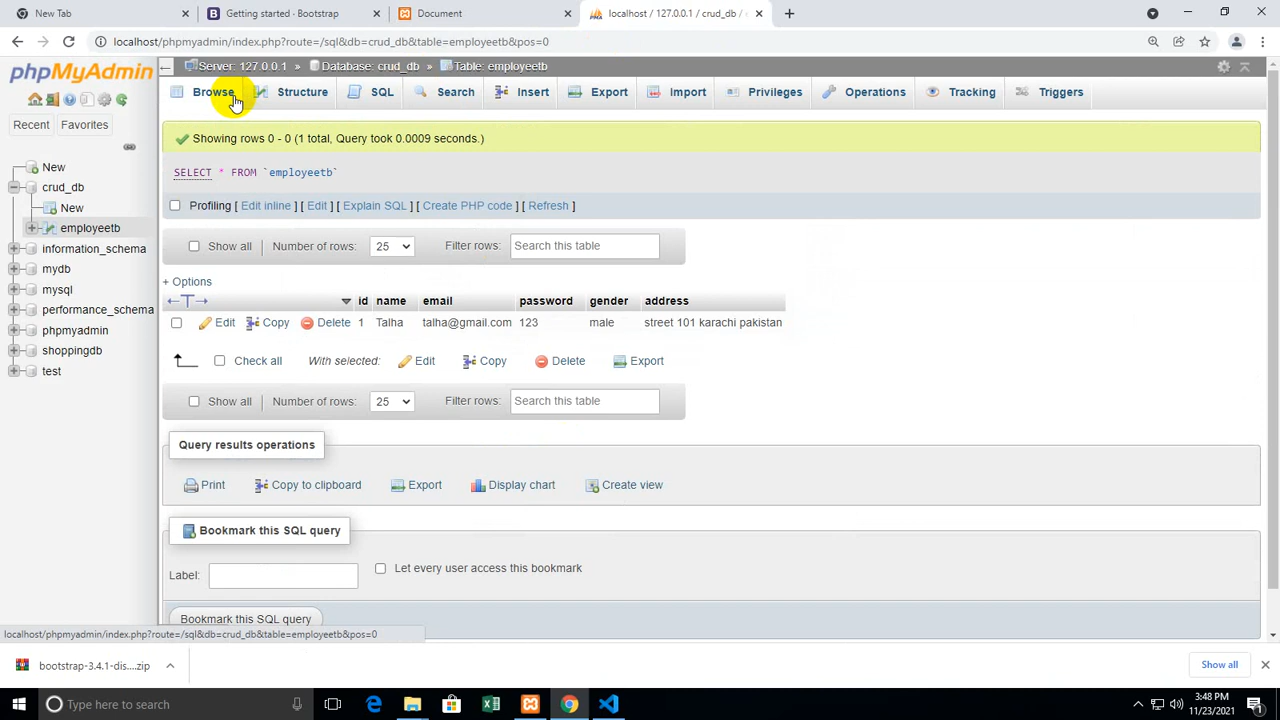 New Tab
Getting started · Bootstrap
Document
localhost / 127.0.0.1 / crud_db /
localhost/phpmyadmin/index.php?route=/sql&db=crud_db&table=employeetb&pos=0
phpMyAdmin
Server: 127.0.0.1 » Database: crud_db » Table: employeetb
Browse Structure SQL Search Insert Export Import Privileges Operations Tracking Triggers
Recent Favorites
New
crud_db
New
employeetb
information_schema
mydb
mysql
performance_schema
phpmyadmin
shoppingdb
test
Showing rows 0 - 0 (1 total, Query took 0.0009 seconds.)
SELECT * FROM `employeetb`
Profiling [ Edit inline ] [ Edit ] [ Explain SQL ] [ Create PHP code ] [ Refresh ]
Show all Number of rows: 25 Filter rows: Search this table
+ Options
←T→ id name email password gender address
Edit Copy Delete 1 Talha talha@gmail.com 123 male street 101 karachi pakistan
Check all With selected: Edit Copy Delete Export
Show all Number of rows: 25 Filter rows: Search this table
Query results operations
Print Copy to clipboard Export Display chart Create view
Bookmark this SQL query
Label: Let every user access this bookmark
Bookmark this SQL query
localhost/phpmyadmin/index.php?route=/sql&db=crud_db&table=employeetb&pos=0
bootstrap-3.4.1-dis....zip
Show all
Type here to search
3:48 PM
11/23/2021